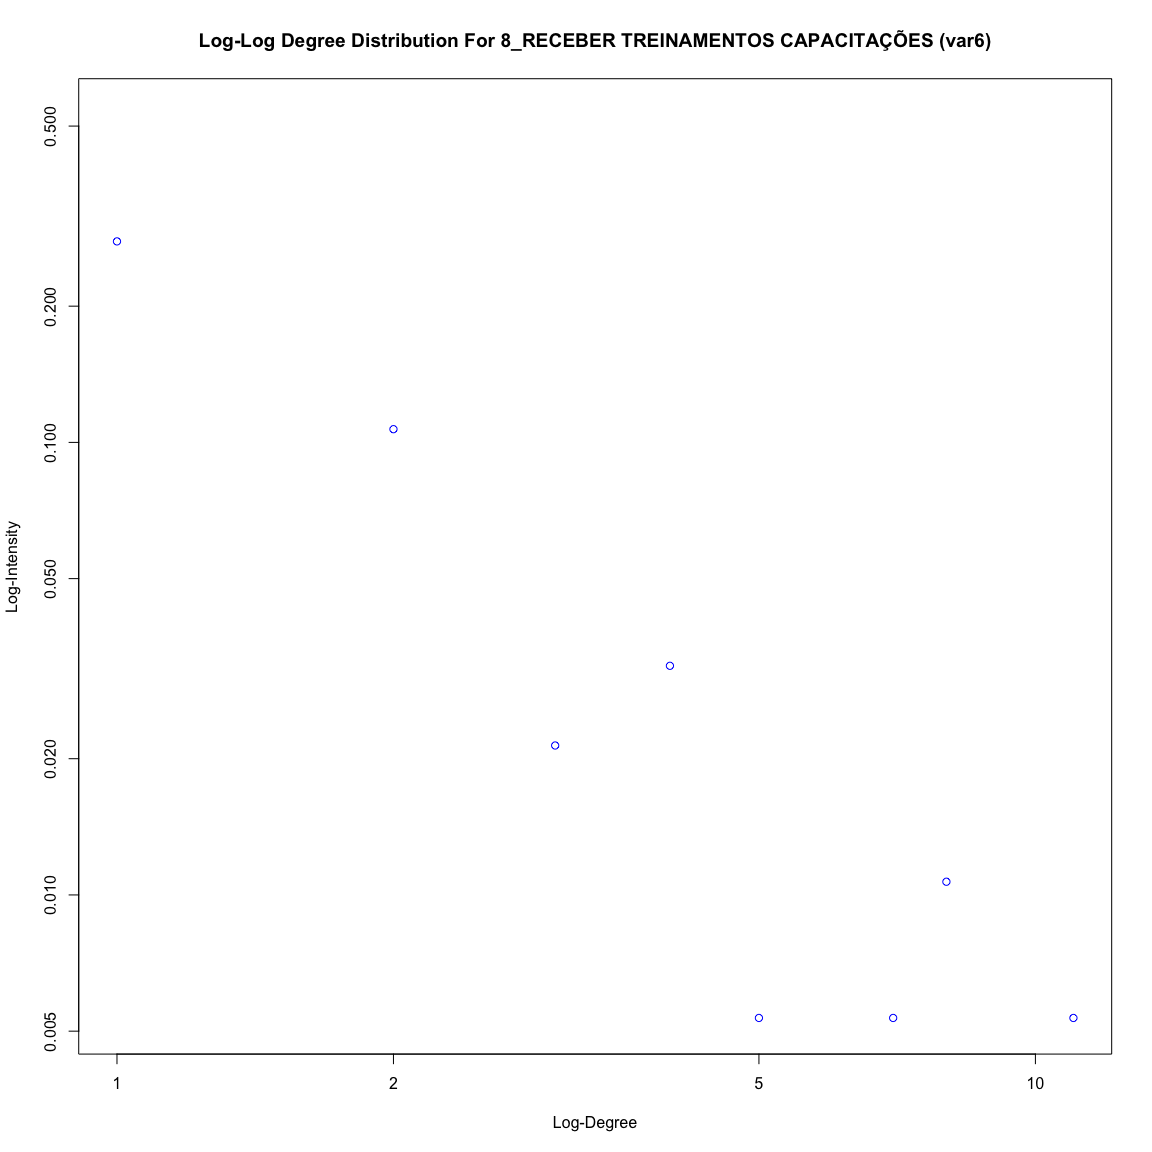 Log-Log Degree Distribution For 8_RECEBER TREINAMENTOS CAPACITAÇÕES (var6)
0.500
0.200
0.100
0.050
0.020
0.010
0.005
Log-Intensity
1 2 5 10
Log-Degree